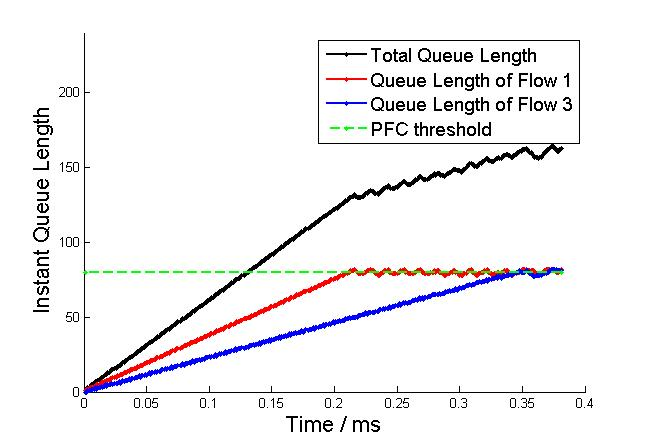 Total Queue Length
Queue Length of Flow 1
Queue Length of Flow 3
PFC threshold
200
150
100
50
0
Instant Queue Length
0 0.05 0.1 0.15 0.2 0.25 0.3 0.35 0.4
Time / ms